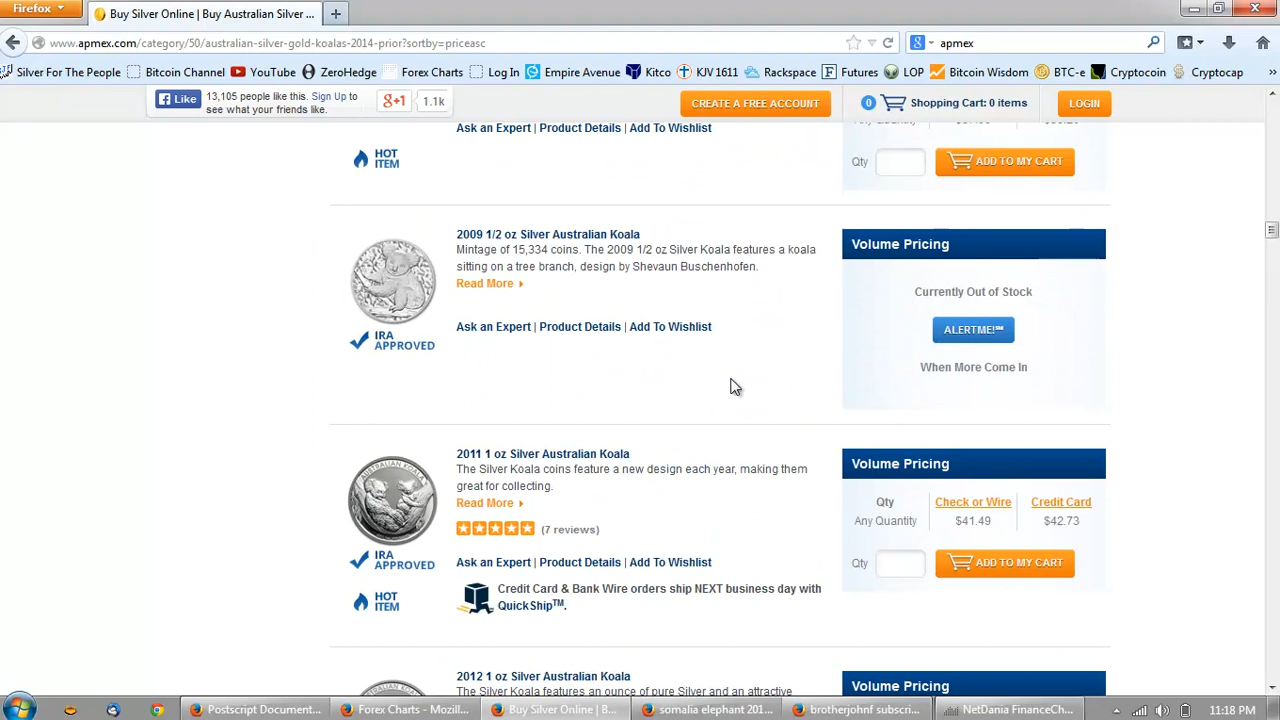 Firefox
Buy Silver Online | Buy Australian Silver ...
www.apmex.com/category/50/australian-silver-gold-koalas-2014-prior?sortby=priceasc
apmex
Silver For The People
Bitcoin Channel
YouTube
ZeroHedge
Forex Charts
Log In
Empire Avenue
Kitco
KJV 1611
Rackspace
Futures
LOP
Bitcoin Wisdom
BTC-e
Cryptocoin
Cryptocap
»
Like
13,105 people like this. Sign Up to
see what your friends like.
g+1
1.1k
CREATE A FREE ACCOUNT
0
Shopping Cart: 0 items
LOGIN
Ask an Expert | Product Details | Add To Wishlist
HOT
ITEM
Qty
ADD TO MY CART
2009 1/2 oz Silver Australian Koala
Mintage of 15,334 coins. The 2009 1/2 oz Silver Koala features a koala
sitting on a tree branch, design by Shevaun Buschenhofen.
Read More
Ask an Expert | Product Details | Add To Wishlist
IRA
APPROVED
Volume Pricing
Currently Out of Stock
ALERTME!℠
When More Come In
2011 1 oz Silver Australian Koala
The Silver Koala coins feature a new design each year, making them
great for collecting.
Read More
(7 reviews)
Ask an Expert | Product Details | Add To Wishlist
Credit Card & Bank Wire orders ship NEXT business day with
QuickShip™.
IRA
APPROVED
HOT
ITEM
Volume Pricing
Qty Check or Wire Credit Card
Any Quantity $41.49 $42.73
Qty
ADD TO MY CART
2012 1 oz Silver Australian Koala
The Silver Koala features an ounce of pure Silver and an attractive
Volume Pricing
Postscript Document...
Forex Charts - Mozill...
Buy Silver Online | B...
somalia elephant 201...
brotherjohnf subscri...
NetDania FinanceCh...
11:18 PM